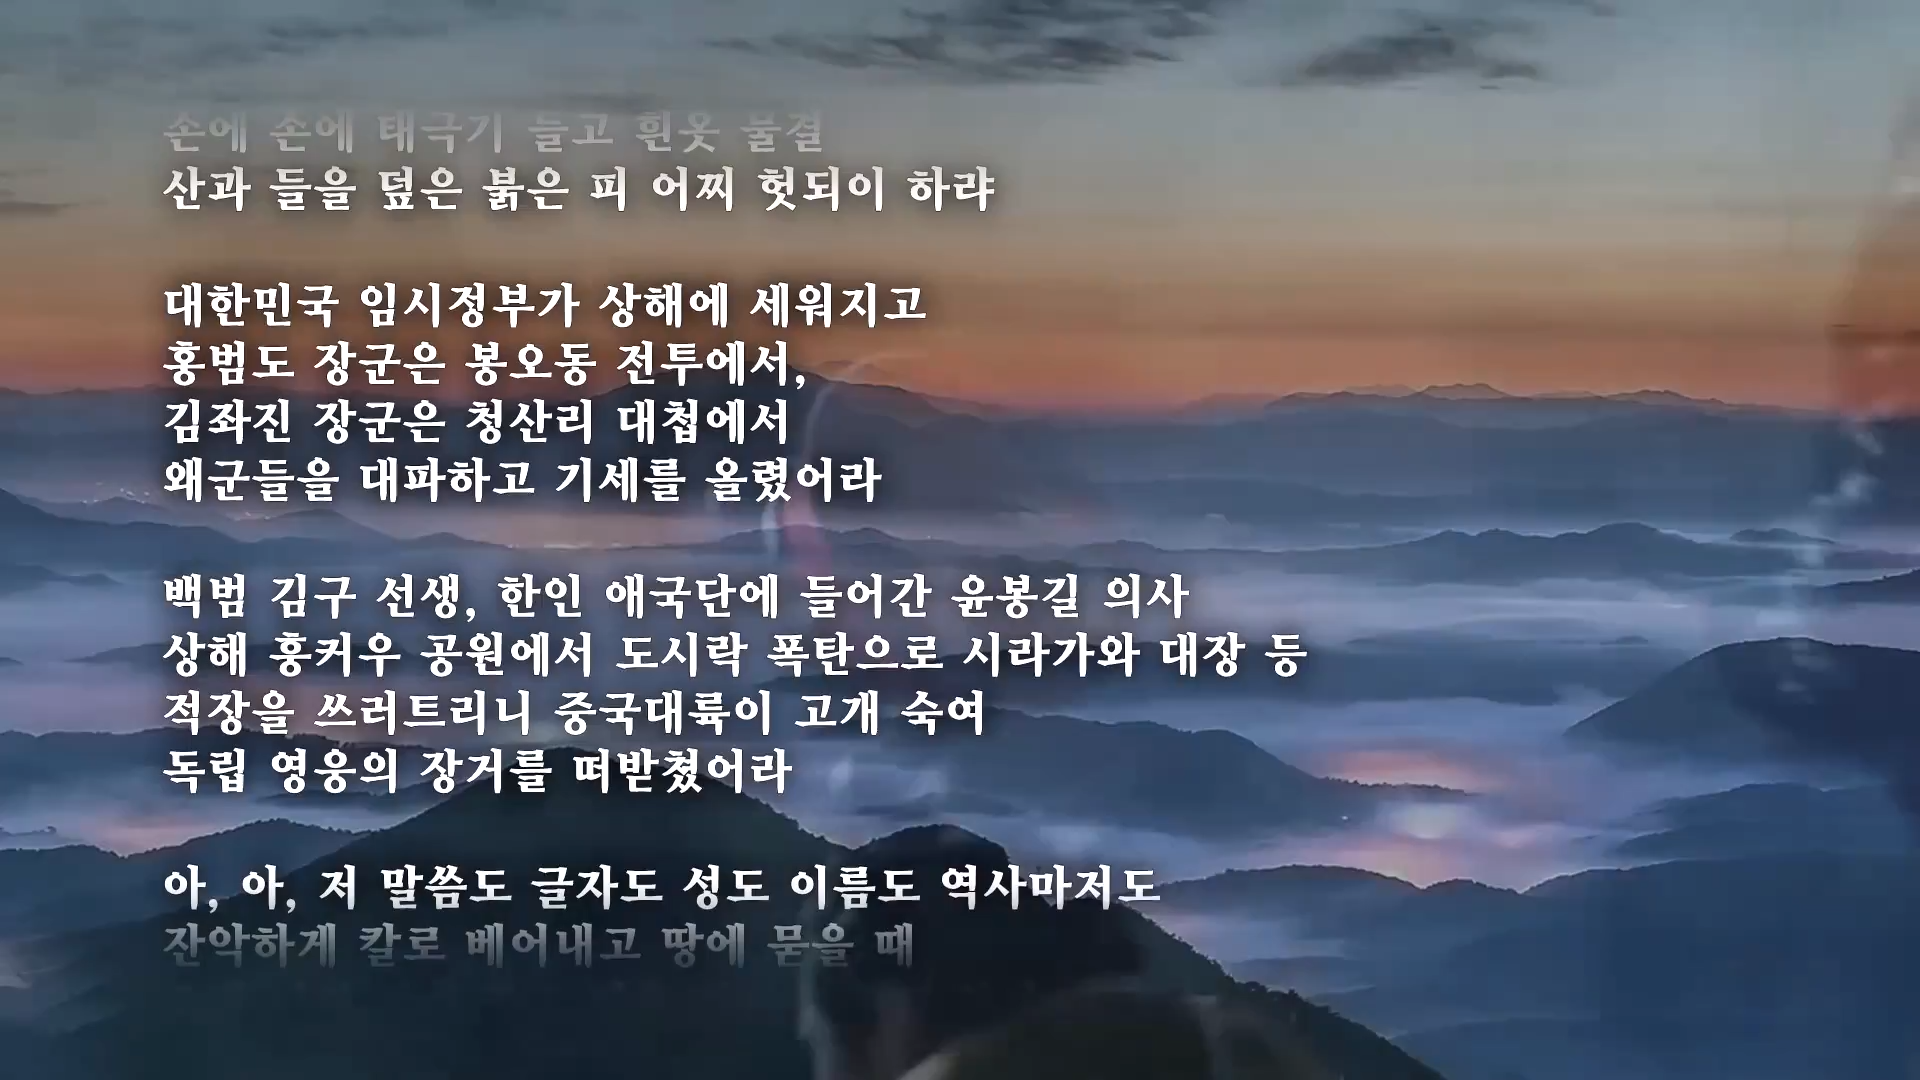 손에 손에 태극기 들고 흰옷 물결
산과 들을 덮은 붉은 피 어찌 헛되이 하랴
대한민국 임시정부가 상해에 세워지고
홍범도 장군은 봉오동 전투에서,
김좌진 장군은 청산리 대첩에서
왜군들을 대파하고 기세를 올렸어라
백범 김구 선생, 한인 애국단에 들어간 윤봉길 의사
상해 홍커우 공원에서 도시락 폭탄으로 시라가와 대장 등
적장을 쓰러트리니 중국대륙이 고개 숙여
독립 영웅의 장거를 떠받쳤어라
아, 아, 저 말씀도 글자도 성도 이름도 역사마저도
잔악하게 칼로 베어내고 땅에 묻을 때